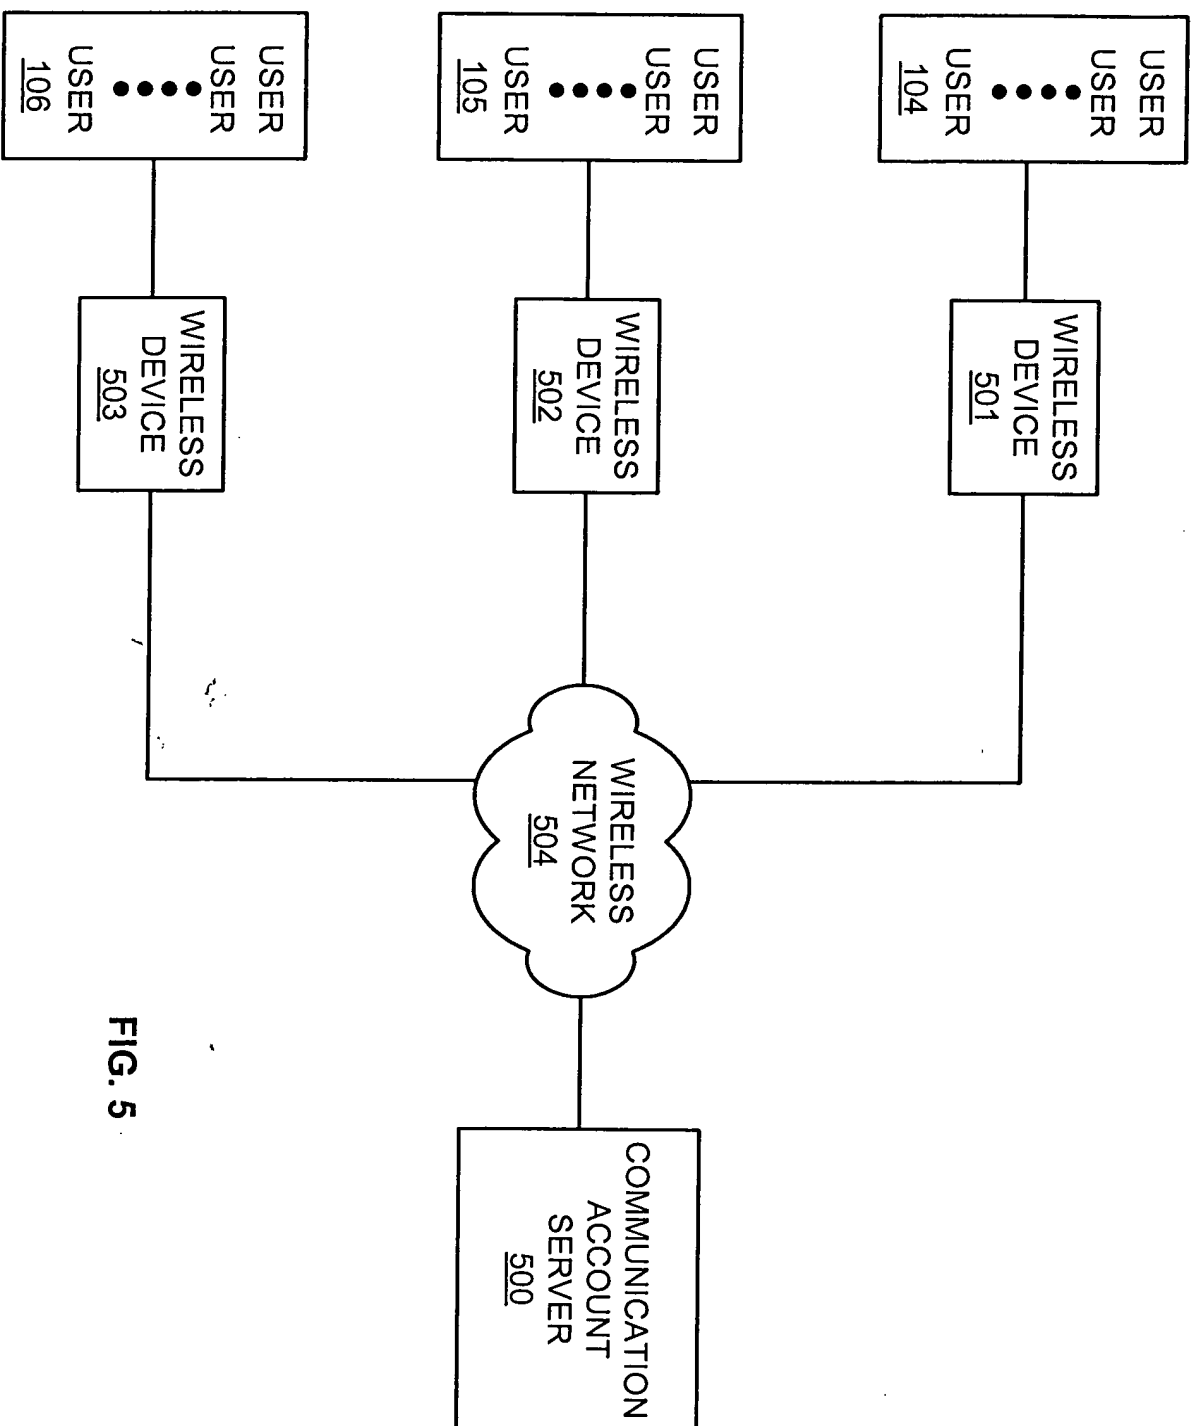 USER
USER
USER
104
WIRELESS
DEVICE
501
USER
USER
USER
105
WIRELESS
DEVICE
502
USER
USER
USER
106
WIRELESS
DEVICE
503
WIRELESS
NETWORK
504
COMMUNICATION
ACCOUNT
SERVER
500
FIG. 5